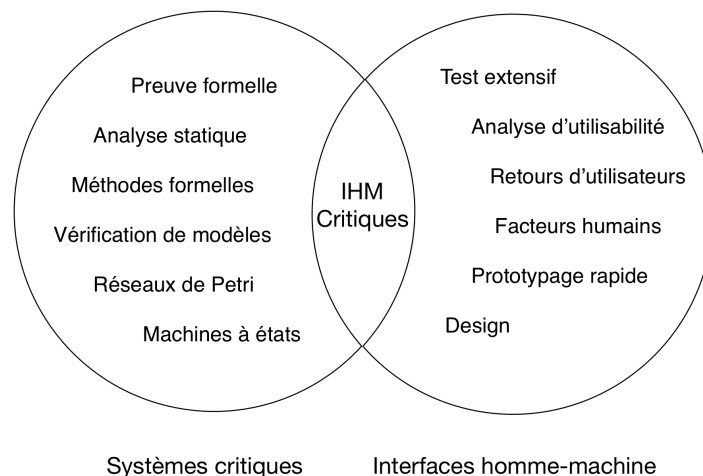 Preuve formelle
Analyse statique
Méthodes formelles
Vérification de modèles
Réseaux de Petri
Machines à états
IHM
Critiques
Test extensif
Analyse d'utilisabilité
Retours d'utilisateurs
Facteurs humains
Prototypage rapide
Design
Systèmes critiques
Interfaces homme-machine